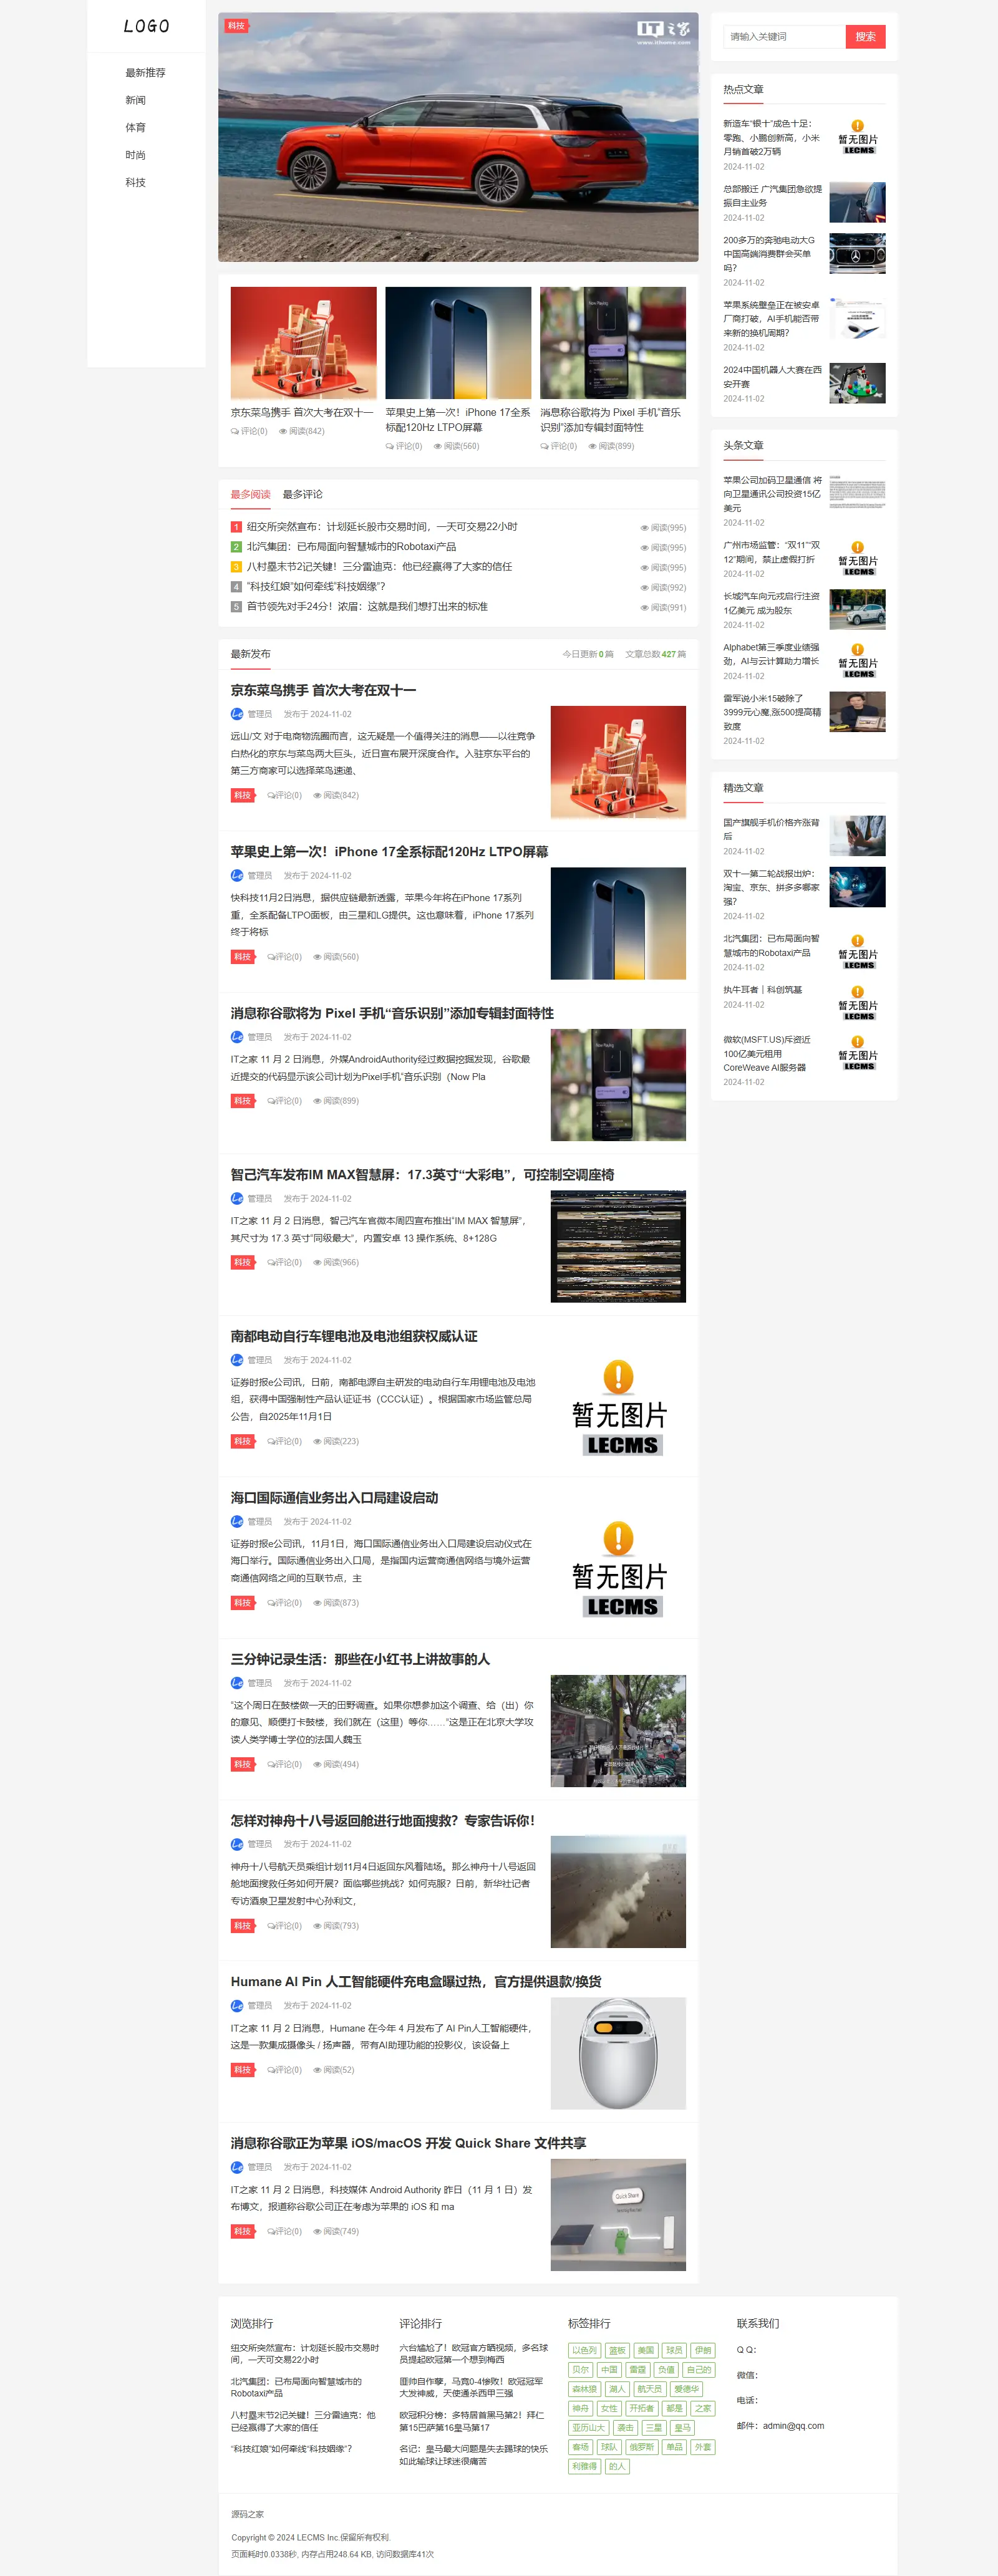 LOGO
最新推荐
新闻
体育
时尚
科技
科技
IT之家
www.ithome.com
京东菜鸟携手 首次大考在双十一
评论(0) 阅读(842)
苹果史上第一次！iPhone 17全系
标配120Hz LTPO屏幕
评论(0) 阅读(560)
消息称谷歌将为 Pixel 手机“音乐
识别”添加专辑封面特性
评论(0) 阅读(899)
最多阅读 最多评论
1 纽交所突然宣布：计划延长股市交易时间，一天可交易22小时 阅读(995)
2 北汽集团：已布局面向智慧城市的Robotaxi产品 阅读(995)
3 八村塁末节2记关键！三分雷迪克：他已经赢得了大家的信任 阅读(995)
4 “科技红娘”如何牵线“科技姻缘”？ 阅读(992)
5 首节领先对手24分！浓眉：这就是我们想打出来的标准 阅读(991)
最新发布 今日更新 0 篇 文章总数 427 篇
京东菜鸟携手 首次大考在双十一
管理员 发布于 2024-11-02
远山/文 对于电商物流圈而言，这无疑是一个值得关注的消息——以往竞争
白热化的京东与菜鸟两大巨头，近日宣布展开深度合作。入驻京东平台的
第三方商家可以选择菜鸟速递、
科技 评论(0) 阅读(842)
苹果史上第一次！iPhone 17全系标配120Hz LTPO屏幕
管理员 发布于 2024-11-02
快科技11月2日消息，据供应链最新透露，苹果今年将在iPhone 17系列
重，全系配备LTPO面板，由三星和LG提供。这也意味着，iPhone 17系列
终于将标
科技 评论(0) 阅读(560)
消息称谷歌将为 Pixel 手机“音乐识别”添加专辑封面特性
管理员 发布于 2024-11-02
IT之家 11 月 2 日消息，外媒AndroidAuthority经过数据挖掘发现，谷歌最
近提交的代码显示该公司计划为Pixel手机“音乐识别（Now Pla
科技 评论(0) 阅读(899)
智己汽车发布IM MAX智慧屏：17.3英寸“大彩电”，可控制空调座椅
管理员 发布于 2024-11-02
IT之家 11 月 2 日消息，智己汽车官微本周四宣布推出“IM MAX 智慧屏”，
其尺寸为 17.3 英寸“同级最大”，内置安卓 13 操作系统、8+128G
科技 评论(0) 阅读(966)
南都电动自行车锂电池及电池组获权威认证
管理员 发布于 2024-11-02
证券时报e公司讯，日前，南都电源自主研发的电动自行车用锂电池及电池
组，获得中国强制性产品认证证书（CCC认证）。根据国家市场监管总局
公告，自2025年11月1日
科技 评论(0) 阅读(223)
暂无图片
LECMS
海口国际通信业务出入口局建设启动
管理员 发布于 2024-11-02
证券时报e公司讯，11月1日，海口国际通信业务出入口局建设启动仪式在
海口举行。国际通信业务出入口局，是指国内运营商通信网络与境外运营
商通信网络之间的互联节点，主
科技 评论(0) 阅读(873)
暂无图片
LECMS
三分钟记录生活：那些在小红书上讲故事的人
管理员 发布于 2024-11-02
“这个周日在鼓楼做一天的田野调查。如果你想参加这个调查、给（出）你
的意见、顺便打卡鼓楼，我们就在（这里）等你……”这是正在北京大学攻
读人类学博士学位的法国人魏玉
科技 评论(0) 阅读(494)
怎样对神舟十八号返回舱进行地面搜救？专家告诉你！
管理员 发布于 2024-11-02
神舟十八号航天员乘组计划11月4日返回东风着陆场。那么神舟十八号返回
舱地面搜救任务如何开展？面临哪些挑战？如何克服？日前，新华社记者
专访酒泉卫星发射中心孙利文，
科技 评论(0) 阅读(793)
Humane AI Pin 人工智能硬件充电盒曝过热，官方提供退款/换货
管理员 发布于 2024-11-02
IT之家 11 月 2 日消息，Humane 在今年 4 月发布了 AI Pin人工智能硬件，
这是一款集成摄像头 / 扬声器，带有AI助理功能的投影仪，该设备上
科技 评论(0) 阅读(52)
消息称谷歌正为苹果 iOS/macOS 开发 Quick Share 文件共享
管理员 发布于 2024-11-02
IT之家 11 月 2 日消息，科技媒体 Android Authority 昨日（11 月 1 日）发
布博文，报道称谷歌公司正在考虑为苹果的 iOS 和 ma
科技 评论(0) 阅读(749)
Quick Share
请输入关键词 搜索
热点文章
新造车“银十”成色十足：
零跑、小鹏创新高，小米
月销首破2万辆
2024-11-02
暂无图片
LECMS
总部搬迁 广汽集团急欲提
振自主业务
2024-11-02
200多万的奔驰电动大G
中国高端消费群会买单
吗？
2024-11-02
苹果系统壁垒正在被安卓
厂商打破，AI手机能否带
来新的换机周期？
2024-11-02
2024中国机器人大赛在西
安开赛
2024-11-02
头条文章
苹果公司加码卫星通信 将
向卫星通讯公司投资15亿
美元
2024-11-02
广州市场监管：“双11”“双
12”期间，禁止虚假打折
2024-11-02
暂无图片
LECMS
长城汽车向元戎启行注资
1亿美元 成为股东
2024-11-02
Alphabet第三季度业绩强
劲，AI与云计算助力增长
2024-11-02
暂无图片
LECMS
雷军说小米15破除了
3999元心魔,涨500提高精
致度
2024-11-02
精选文章
国产旗舰手机价格齐涨背
后
2024-11-02
双十一第二轮战报出炉：
淘宝、京东、拼多多哪家
强？
2024-11-02
北汽集团：已布局面向智
慧城市的Robotaxi产品
2024-11-02
暂无图片
LECMS
执牛耳者｜科创筑基
2024-11-02
暂无图片
LECMS
微软(MSFT.US)斥资近
100亿美元租用
CoreWeave AI服务器
2024-11-02
暂无图片
LECMS
浏览排行
纽交所突然宣布：计划延长股市交易时
间，一天可交易22小时
北汽集团：已布局面向智慧城市的
Robotaxi产品
八村塁末节2记关键！三分雷迪克：他
已经赢得了大家的信任
“科技红娘”如何牵线“科技姻缘”？
评论排行
六台尴尬了！欧冠官方晒视频，多名球
员提起欧冠第一个想到梅西
匪帅自作孽，马竞0-4惨败！欧冠冠军
大发神威，天使通杀西甲三强
欧冠积分榜：多特居首黑马第2！拜仁
第15巴萨第16皇马第17
名记：皇马最大问题是失去踢球的快乐
如此输球让球迷很痛苦
标签排行
以色列 篮板 美国 球员 伊朗
贝尔 中国 雷霆 负值 自己的
森林狼 湖人 航天员 爱德华
神舟 女性 开拓者 都是 之家
亚历山大 袭击 三星 皇马
客场 球队 俄罗斯 单品 外套
利雅得 的人
联系我们
Q Q：
微信：
电话：
邮件：admin@qq.com
源码之家
Copyright © 2024 LECMS Inc.保留所有权利.
页面耗时0.0338秒, 内存占用248.64 KB, 访问数据库41次